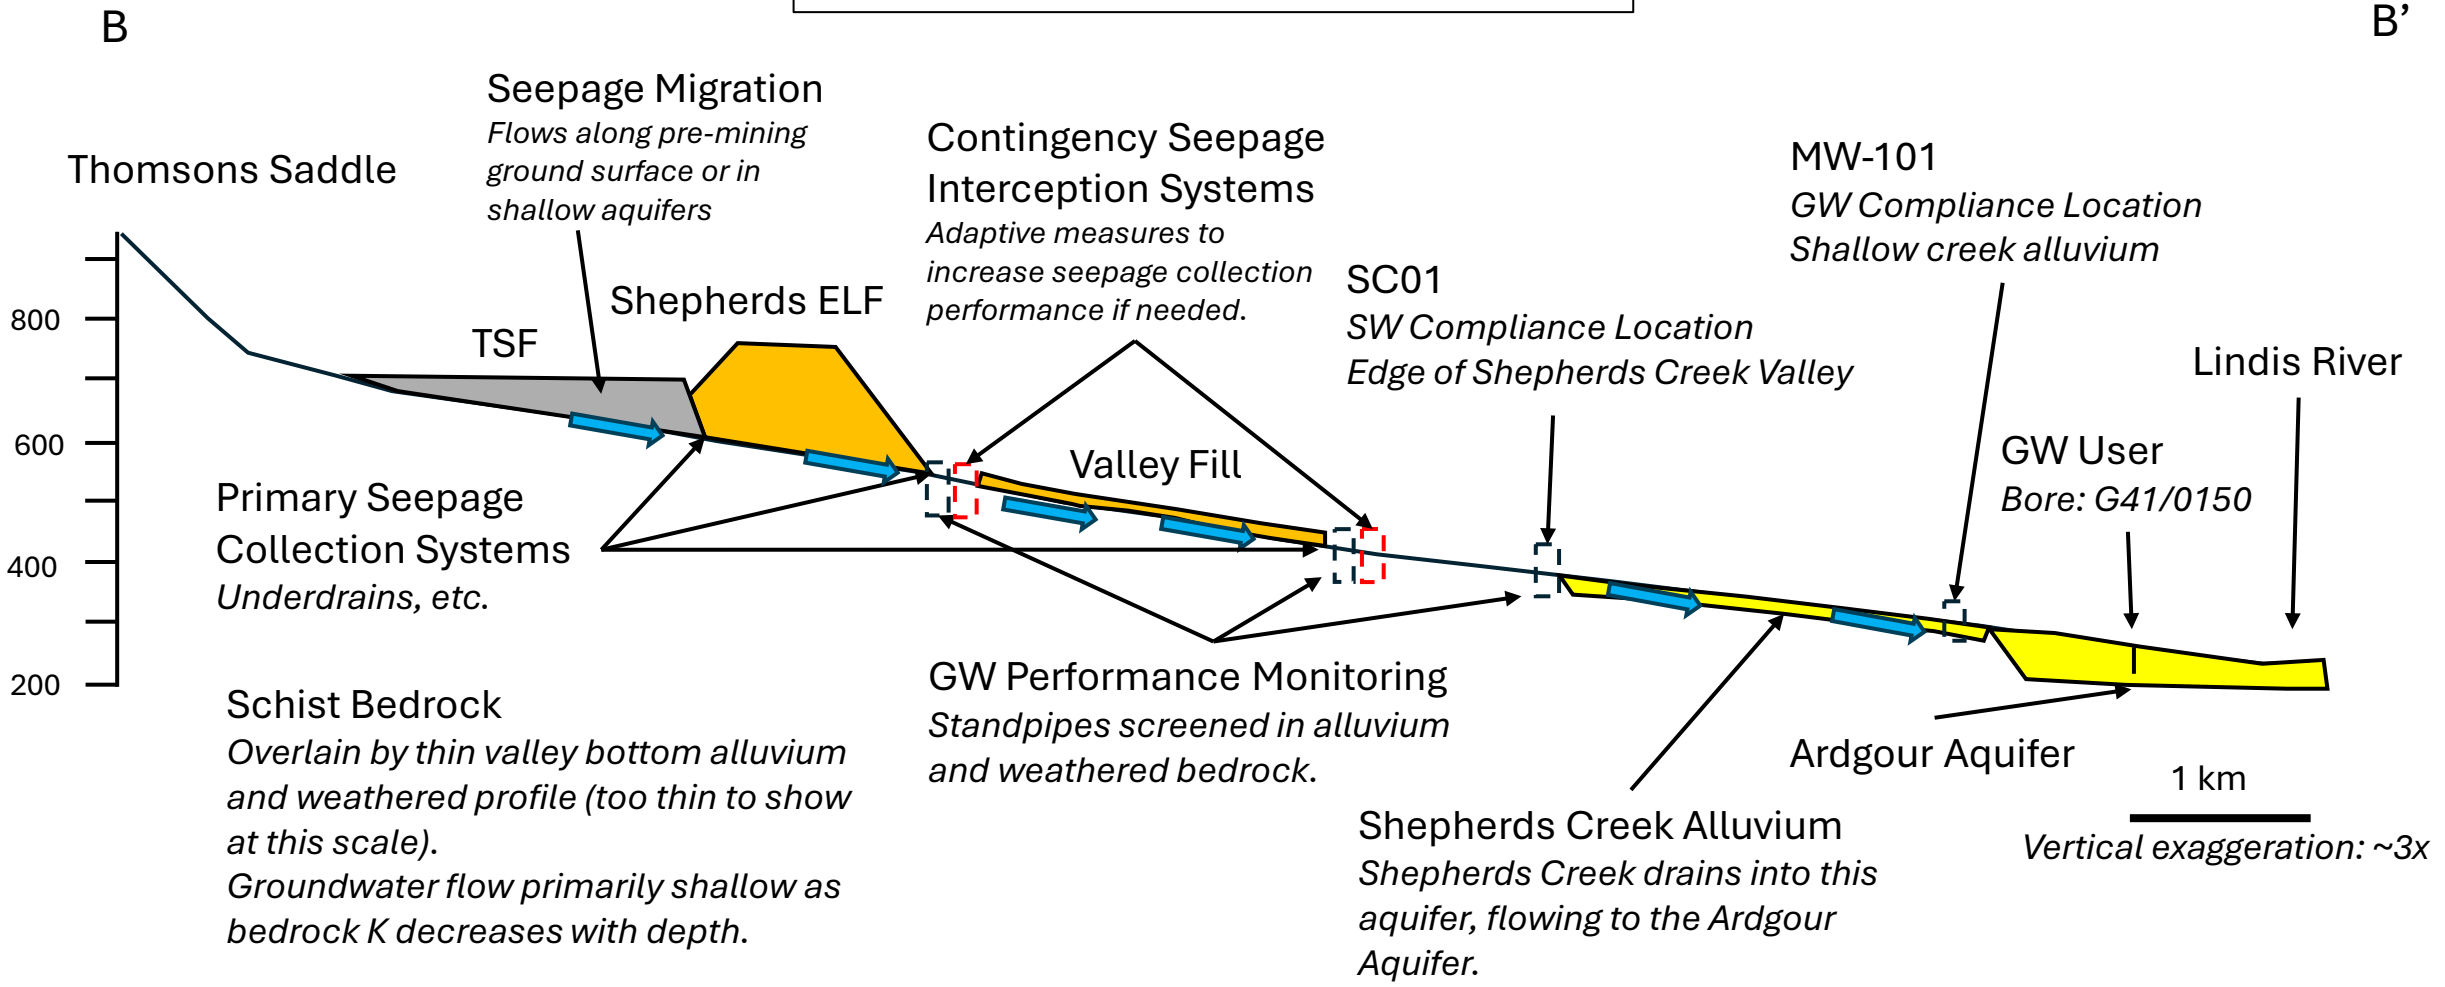 B
B’
Seepage Migration
Flows along pre-mining
ground surface or in
shallow aquifers
Thomsons Saddle
Contingency Seepage
Interception Systems
Adaptive measures to
increase seepage collection
performance if needed.
MW-101
GW Compliance Location
Shallow creek alluvium
SC01
SW Compliance Location
Edge of Shepherds Creek Valley
Shepherds ELF
TSF
Lindis River
GW User
Bore: G41/0150
Valley Fill
800
600
400
200
Primary Seepage
Collection Systems
Underdrains, etc.
Schist Bedrock
Overlain by thin valley bottom alluvium
and weathered profile (too thin to show
at this scale).
Groundwater flow primarily shallow as
bedrock K decreases with depth.
GW Performance Monitoring
Standpipes screened in alluvium
and weathered bedrock.
Ardgour Aquifer
Shepherds Creek Alluvium
Shepherds Creek drains into this
aquifer, flowing to the Ardgour
Aquifer.
1 km
Vertical exaggeration: ~3x